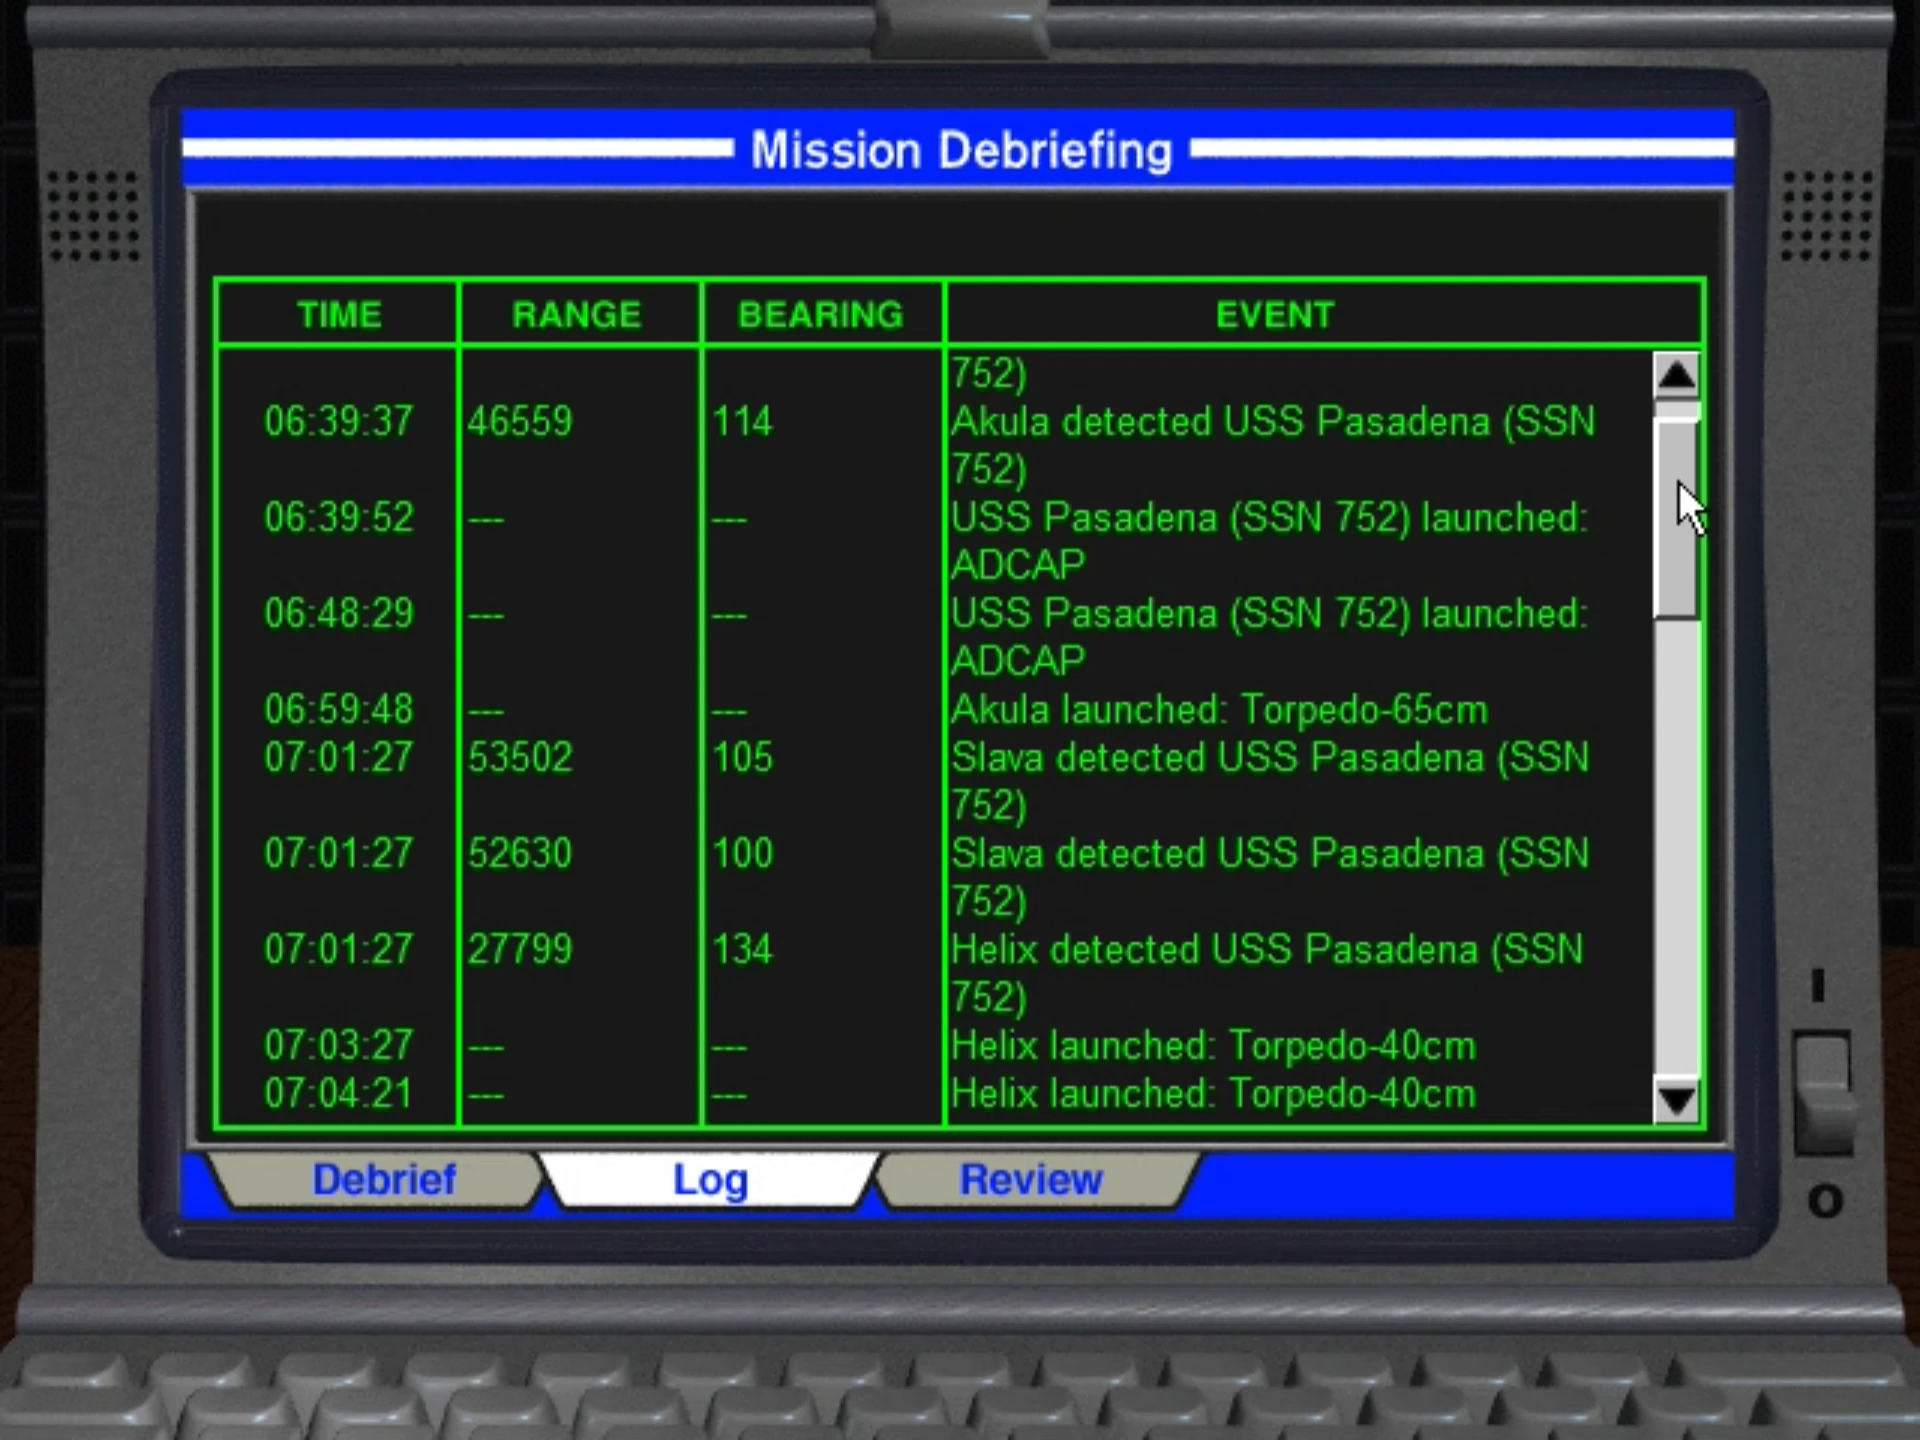 Mission Debriefing
TIME RANGE BEARING EVENT
752)
06:39:37 46559 114 Akula detected USS Pasadena (SSN
752)
06:39:52 --- --- USS Pasadena (SSN 752) launched:
ADCAP
06:48:29 --- --- USS Pasadena (SSN 752) launched:
ADCAP
06:59:48 --- --- Akula launched: Torpedo-65cm
07:01:27 53502 105 Slava detected USS Pasadena (SSN
752)
07:01:27 52630 100 Slava detected USS Pasadena (SSN
752)
07:01:27 27799 134 Helix detected USS Pasadena (SSN
752)
07:03:27 --- --- Helix launched: Torpedo-40cm
07:04:21 --- --- Helix launched: Torpedo-40cm
Debrief Log Review
I
O